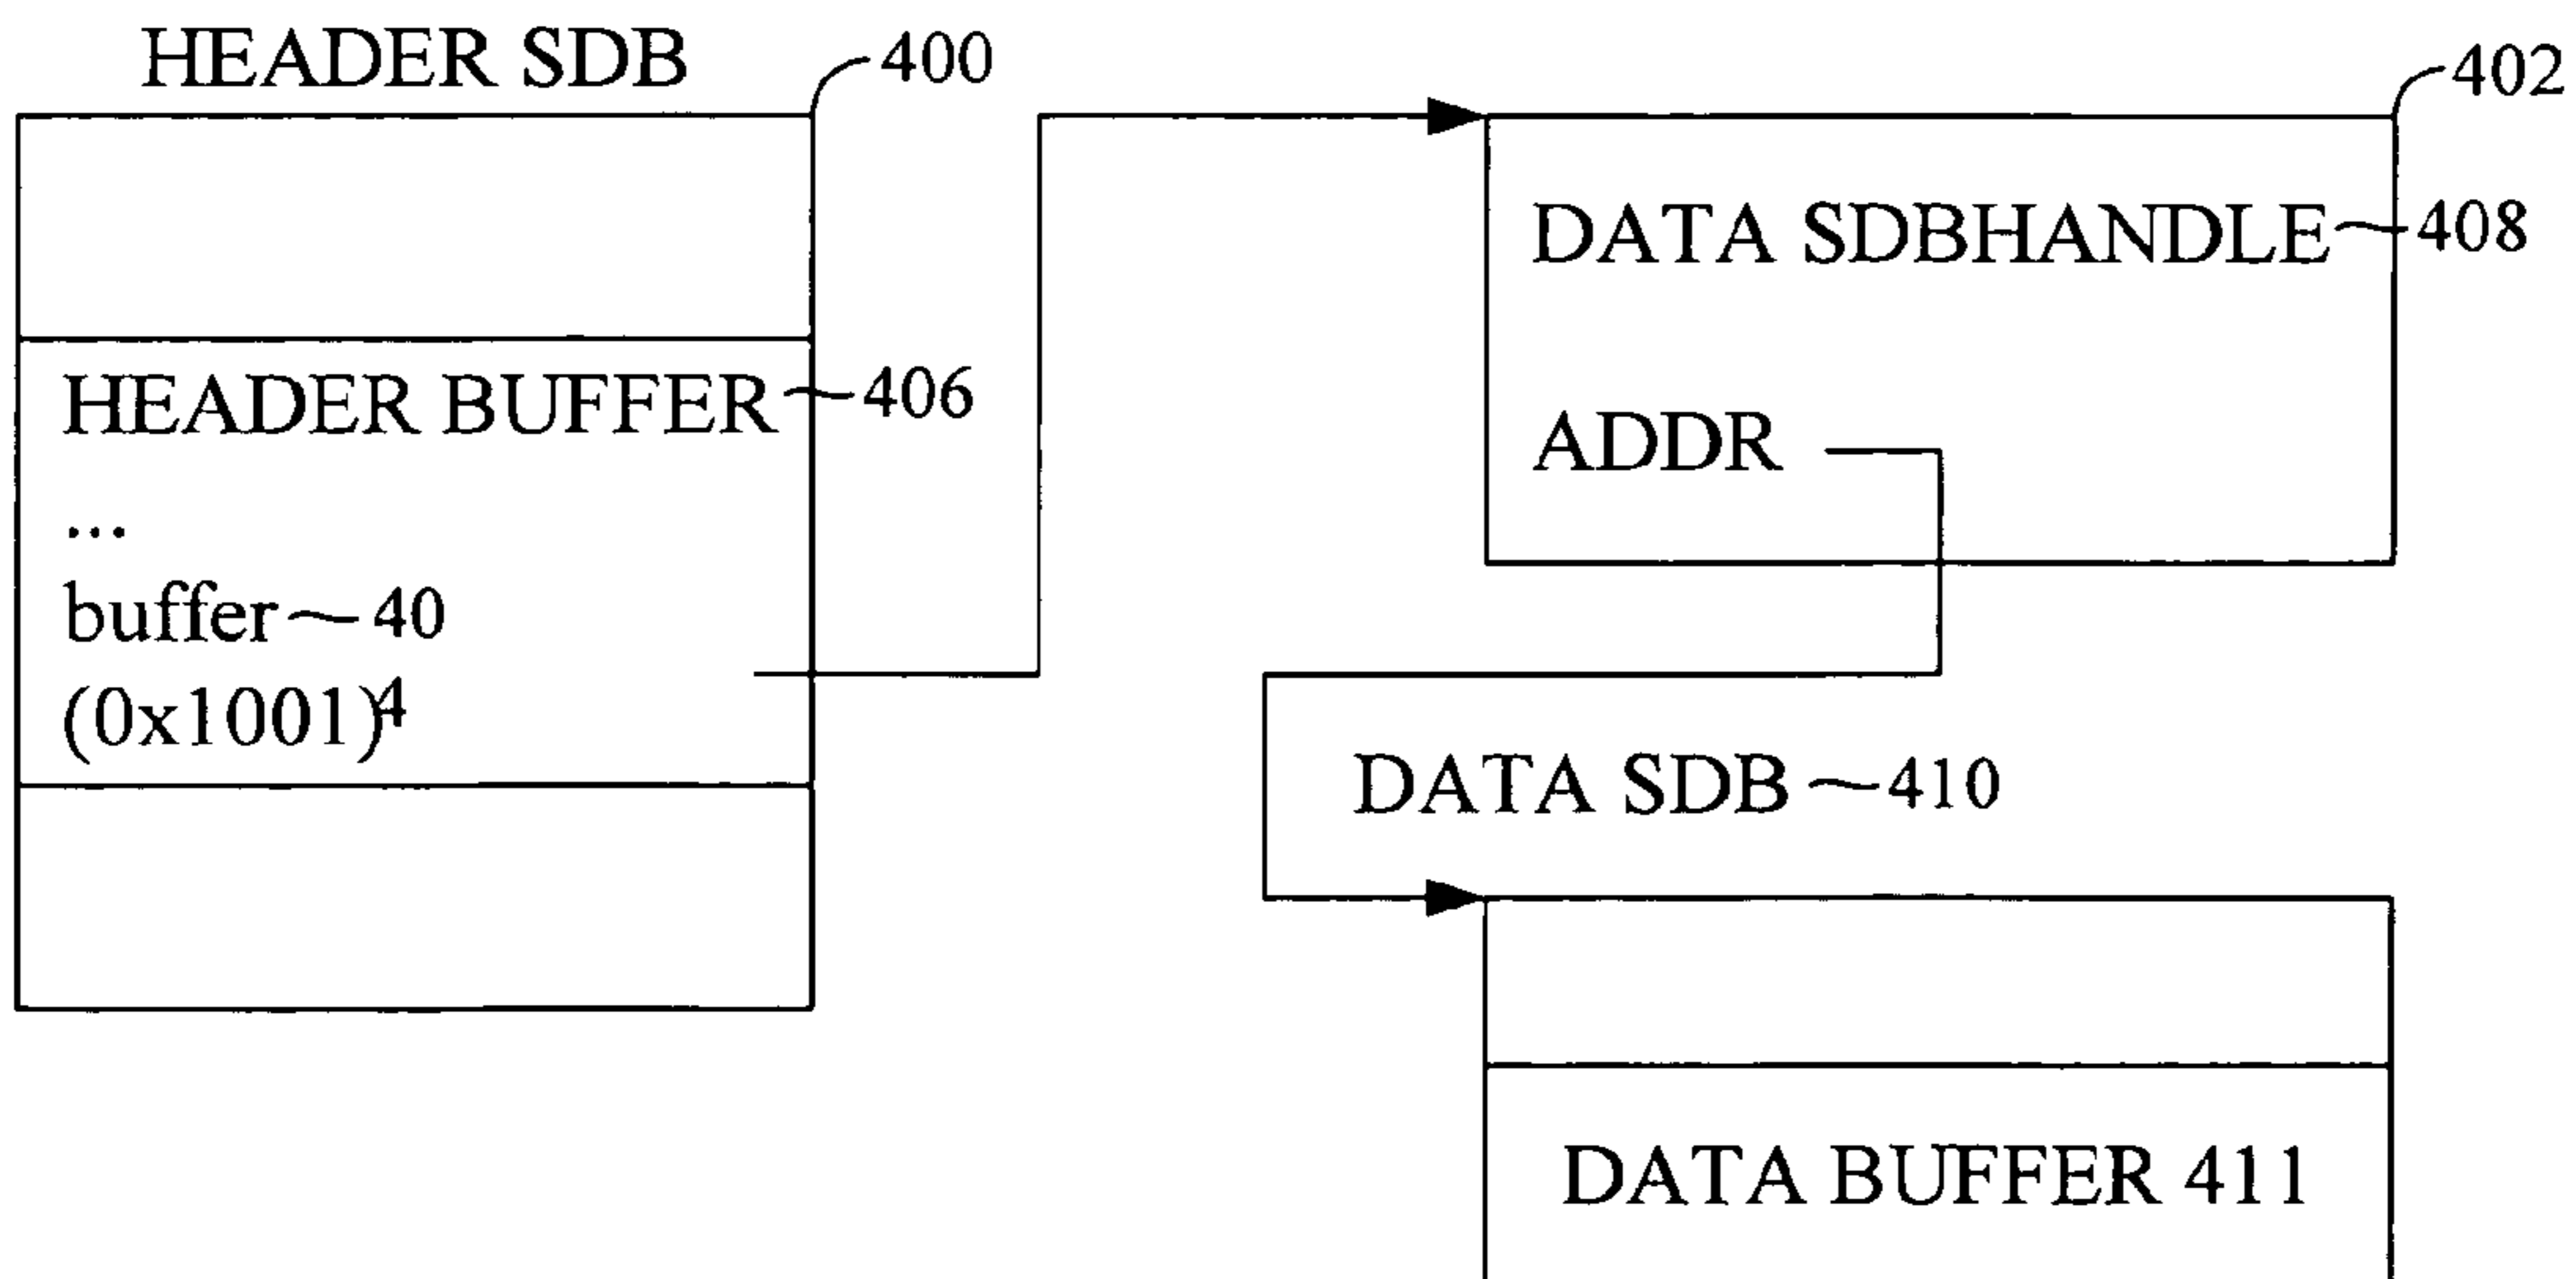 HEADER SDB
400
HEADER BUFFER 406
...
buffer 40
(0x1001) 4
402
DATA SDBHANDLE 408
ADDR
DATA SDB 410
DATA BUFFER 411